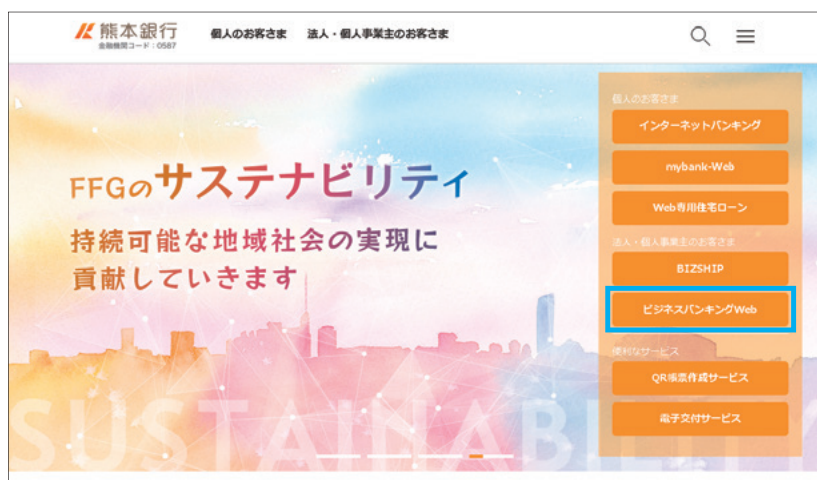 熊本銀行
金融機関コード:0587
個人のお客さま 法人・個人事業主のお客さま
FFGのサステナビリティ
持続可能な地域社会の実現に
貢献していきます
SUSTAINABILITY
個人のお客さま
インターネットバンキング
mybank-Web
Web専用住宅ローン
法人・個人事業主のお客さま
BIZSHIP
ビジネスバンキングWeb
便利なサービス
QR帳票作成サービス
電子交付サービス